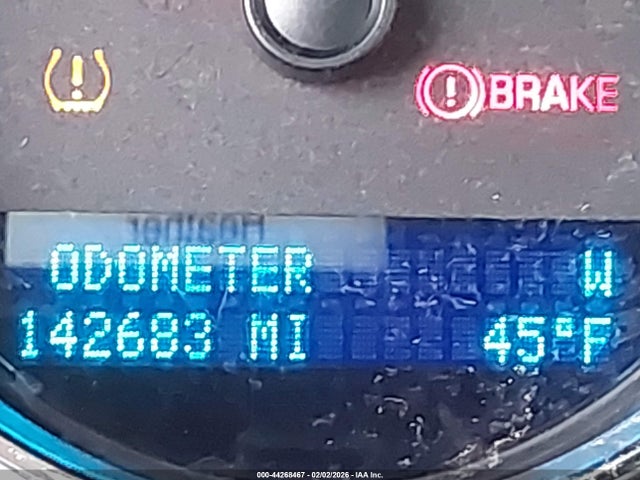 BRAKE
ODOMETER W
142683 MI 45°F
000-44268467 - 02/02/2026 - IAA Inc.